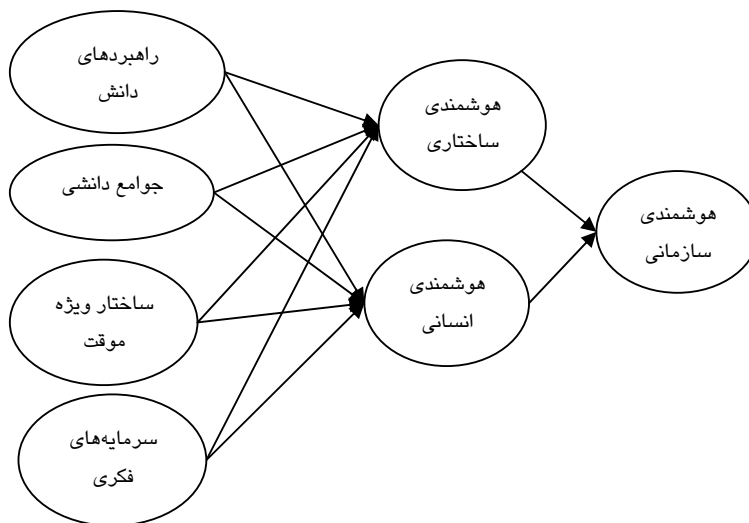 راهبردهای
دانش
جوامع دانشی
ساختار ویژه
موقت
سرمایه‌های
فکری
هوشمندی
ساختاری
هوشمندی
انسانی
هوشمندی
سازمانی